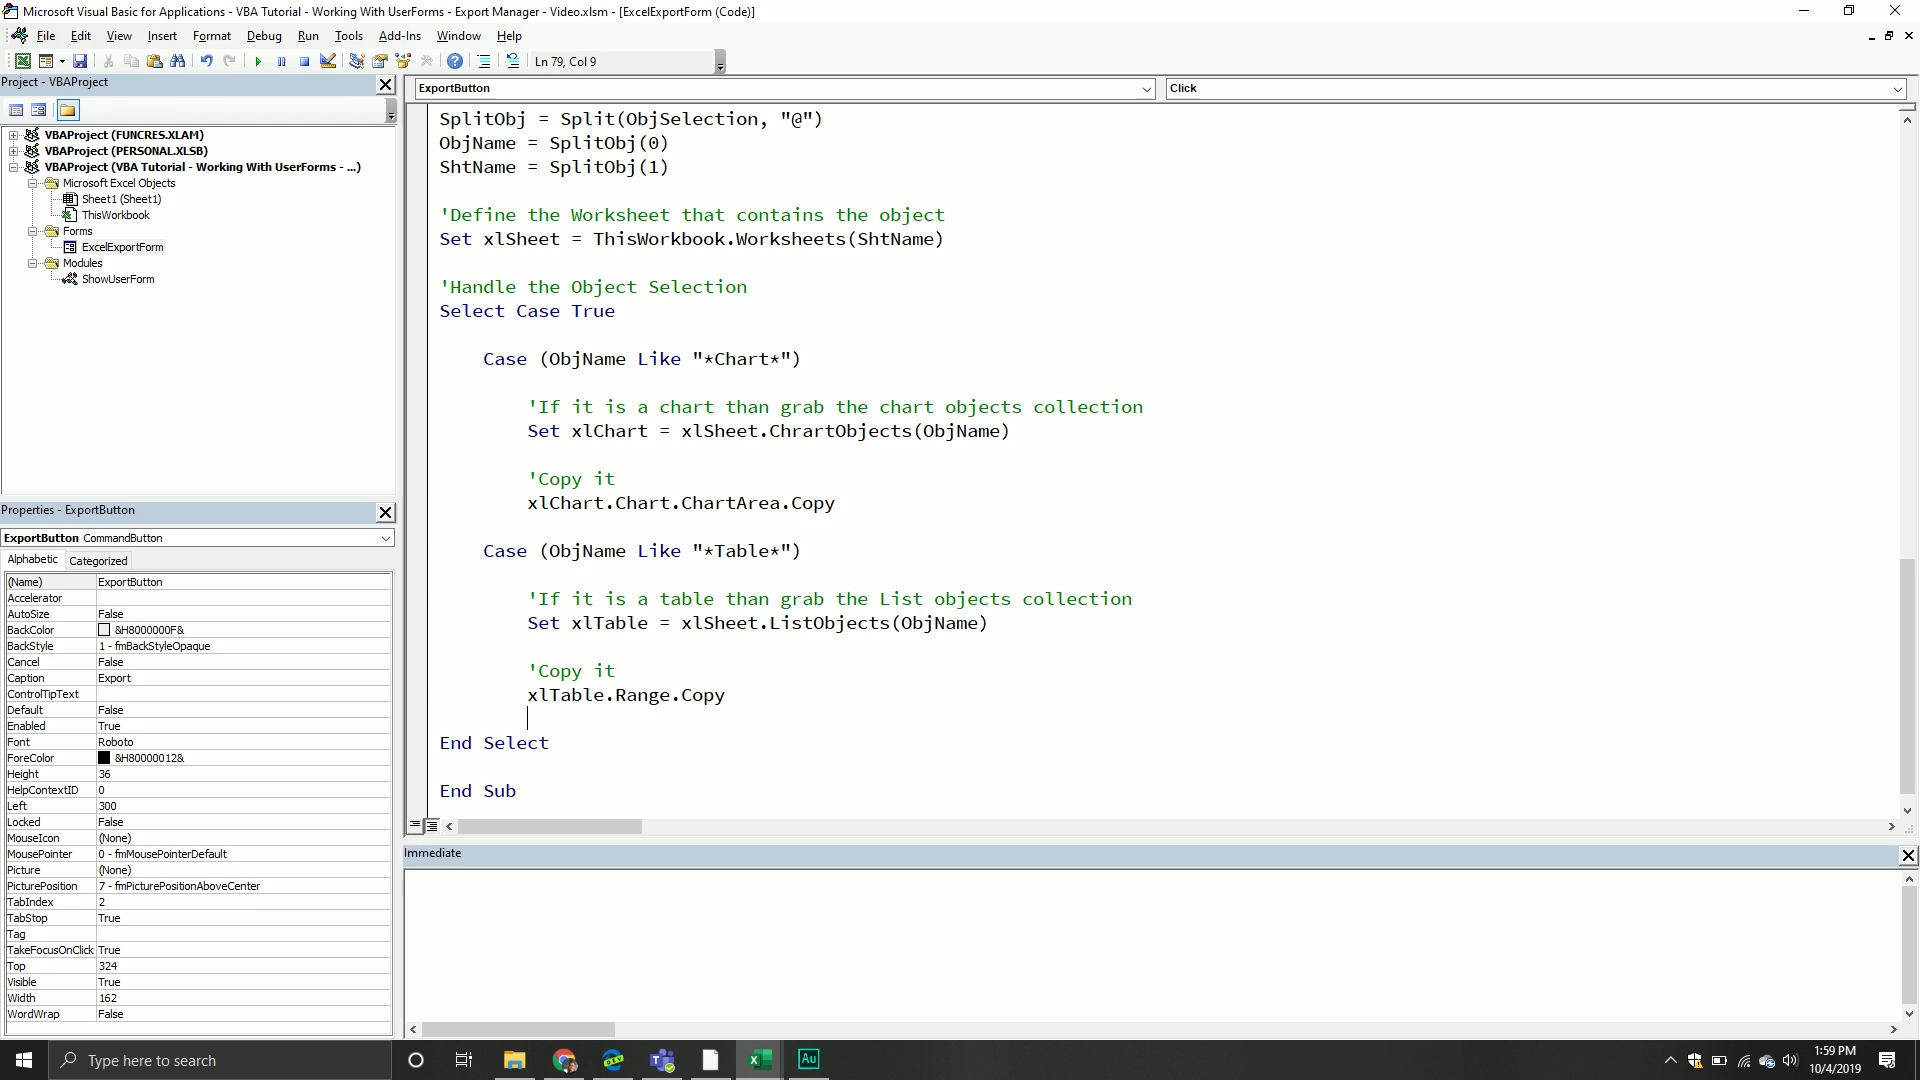 Microsoft Visual Basic for Applications - VBA Tutorial - Working With UserForms - Export Manager - Video.xlsm - [ExcelExportForm (Code)]
File Edit View Insert Format Debug Run Tools Add-Ins Window Help
Ln 79, Col 9
Project - VBAProject
VBAProject (FUNCRES.XLAM)
VBAProject (PERSONAL.XLSB)
VBAProject (VBA Tutorial - Working With UserForms - ...)
Microsoft Excel Objects
Sheet1 (Sheet1)
ThisWorkbook
Forms
ExcelExportForm
Modules
ShowUserForm
Properties - ExportButton
ExportButton CommandButton
Alphabetic Categorized
(Name) ExportButton
Accelerator
AutoSize False
BackColor &H8000000F&
BackStyle 1 - fmBackStyleOpaque
Cancel False
Caption Export
ControlTipText
Default False
Enabled True
Font Roboto
ForeColor &H80000012&
Height 36
HelpContextID 0
Left 300
Locked False
MouseIcon (None)
MousePointer 0 - fmMousePointerDefault
Picture (None)
PicturePosition 7 - fmPicturePositionAboveCenter
TabIndex 2
TabStop True
Tag
TakeFocusOnClick True
Top 324
Visible True
Width 162
WordWrap False
ExportButton Click
SplitObj = Split(ObjSelection, "@")
ObjName = SplitObj(0)
ShtName = SplitObj(1)
'Define the Worksheet that contains the object
Set xlSheet = ThisWorkbook.Worksheets(ShtName)
'Handle the Object Selection
Select Case True
Case (ObjName Like "*Chart*")
'If it is a chart than grab the chart objects collection
Set xlChart = xlSheet.ChrartObjects(ObjName)
'Copy it
xlChart.Chart.ChartArea.Copy
Case (ObjName Like "*Table*")
'If it is a table than grab the List objects collection
Set xlTable = xlSheet.ListObjects(ObjName)
'Copy it
xlTable.Range.Copy
End Select
End Sub
Immediate
Type here to search
Au
1:59 PM
10/4/2019